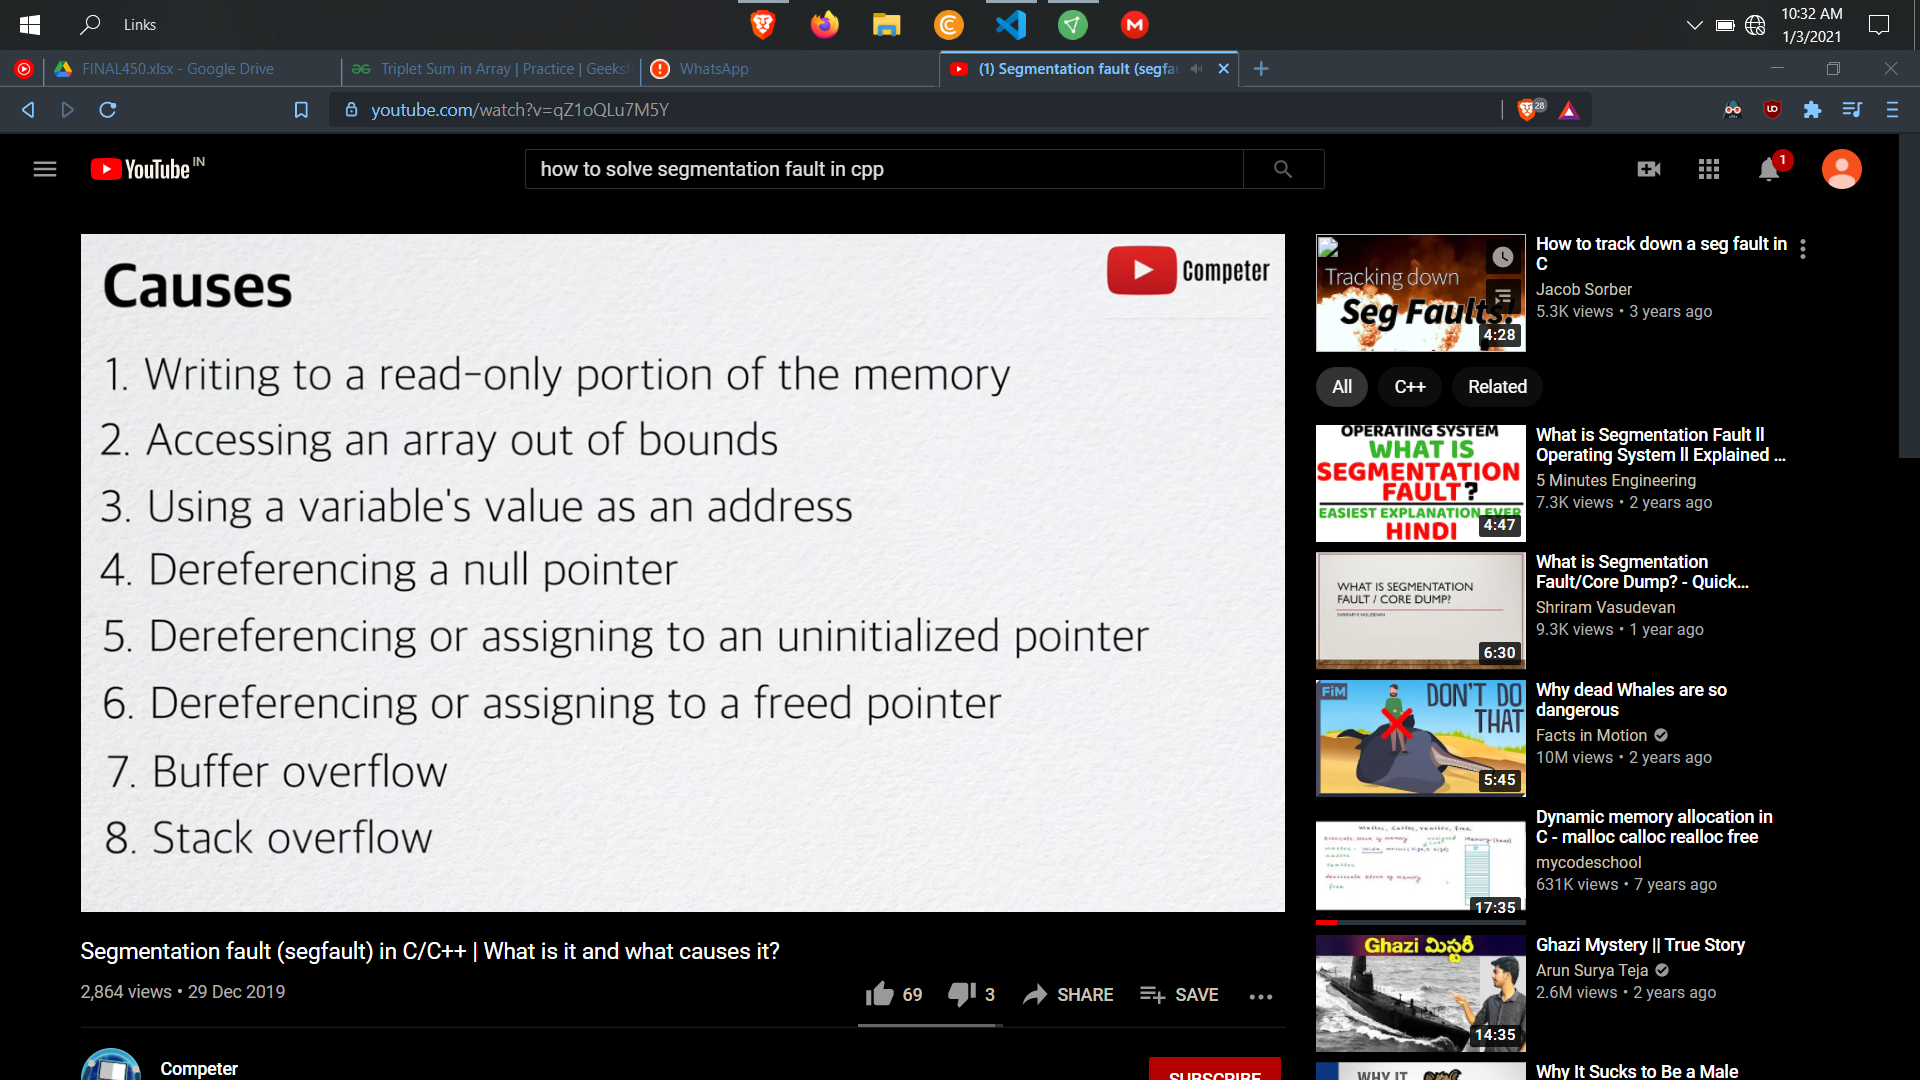 Links
10:32 AM
1/3/2021
FINAL450.xlsx - Google Drive
Triplet Sum in Array | Practice | Geeksf
WhatsApp
(1) Segmentation fault (segfau
youtube.com/watch?v=qZ1oQLu7M5Y
28
YouTube IN
how to solve segmentation fault in cpp
1
Causes
Competer
1. Writing to a read-only portion of the memory
2. Accessing an array out of bounds
3. Using a variable's value as an address
4. Dereferencing a null pointer
5. Dereferencing or assigning to an uninitialized pointer
6. Dereferencing or assigning to a freed pointer
7. Buffer overflow
8. Stack overflow
Segmentation fault (segfault) in C/C++ | What is it and what causes it?
2,864 views • 29 Dec 2019
69
3
SHARE
SAVE
Competer
SUBSCRIBE
Tracking down
Seg Faults!
4:28
How to track down a seg fault in
C
Jacob Sorber
5.3K views • 3 years ago
All
C++
Related
OPERATING SYSTEM
WHAT IS
SEGMENTATION
FAULT?
EASIEST EXPLANATION EVER
HINDI
4:47
What is Segmentation Fault ll
Operating System ll Explained ...
5 Minutes Engineering
7.3K views • 2 years ago
WHAT IS SEGMENTATION
FAULT / CORE DUMP?
6:30
What is Segmentation
Fault/Core Dump? - Quick...
Shriram Vasudevan
9.3K views • 1 year ago
FiM
DON'T DO
THAT
5:45
Why dead Whales are so
dangerous
Facts in Motion
10M views • 2 years ago
17:35
Dynamic memory allocation in
C - malloc calloc realloc free
mycodeschool
631K views • 7 years ago
Ghazi మిస్టరీ
14:35
Ghazi Mystery || True Story
Arun Surya Teja
2.6M views • 2 years ago
WHY IT
Why It Sucks to Be a Male